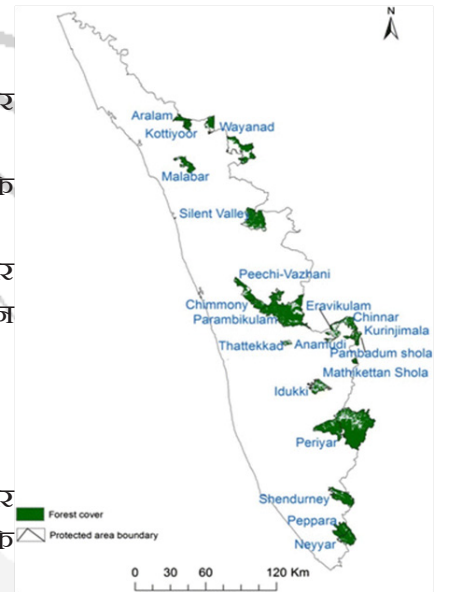 N
र
Aralam
Wayanad
Kottiyoor
Malabar
क
Silent Valley
र
Peechi-Vazhani
न
Chimmony
Eravikulam
Parambikulam
Chinnar
Kurinjimala
Thattekkad
Anamudi
Pambadum shola
Mathikettan Shola
Idukki
Periyar
र
Shendurney
Forest cover
Peppara
क
Protected area boundary
Neyyar
0 30 60 120 Km